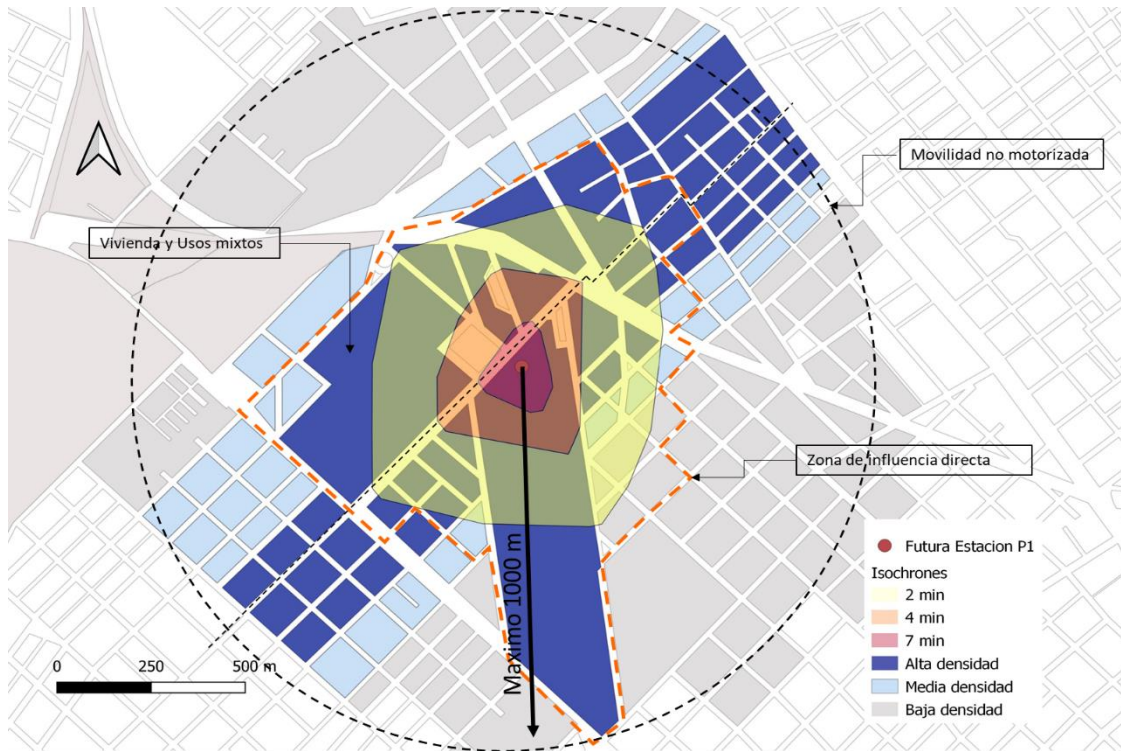 Movilidad no motorizada
Vivienda y Usos mixtos
Zona de influencia directa
Maximo 1000 m
Futura Estacion P1
Isochrones
2 min
4 min
7 min
Alta densidad
Media densidad
Baja densidad
0 250 500 m